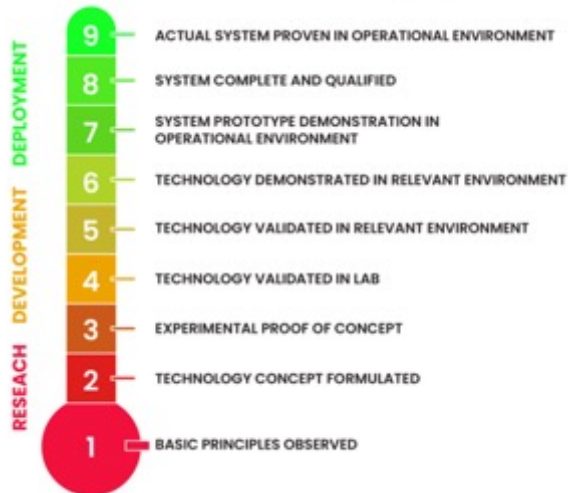 9 ACTUAL SYSTEM PROVEN IN OPERATIONAL ENVIRONMENT
8 SYSTEM COMPLETE AND QUALIFIED
7 SYSTEM PROTOTYPE DEMONSTRATION IN
OPERATIONAL ENVIRONMENT
6 TECHNOLOGY DEMONSTRATED IN RELEVANT ENVIRONMENT
5 TECHNOLOGY VALIDATED IN RELEVANT ENVIRONMENT
4 TECHNOLOGY VALIDATED IN LAB
3 EXPERIMENTAL PROOF OF CONCEPT
2 TECHNOLOGY CONCEPT FORMULATED
1 BASIC PRINCIPLES OBSERVED
DEPLOYMENT
DEVELOPMENT
RESEACH